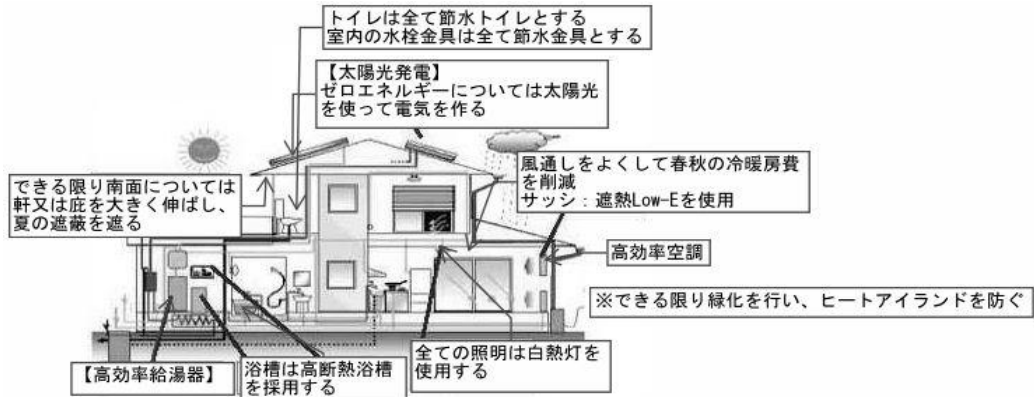 トイレは全て節水トイレとする
室内の水栓金具は全て節水金具とする
【太陽光発電】
ゼロエネルギーについては太陽光
を使って電気を作る
風通しをよくして春秋の冷暖房費
を削減
サッシ：遮熱Low-Eを使用
できる限り南面については
軒又は庇を大きく伸ばし、
夏の遮蔽を遮る
高効率空調
※できる限り緑化を行い、ヒートアイランドを防ぐ
全ての照明は白熱灯を
使用する
浴槽は高断熱浴槽
を採用する
【高効率給湯器】